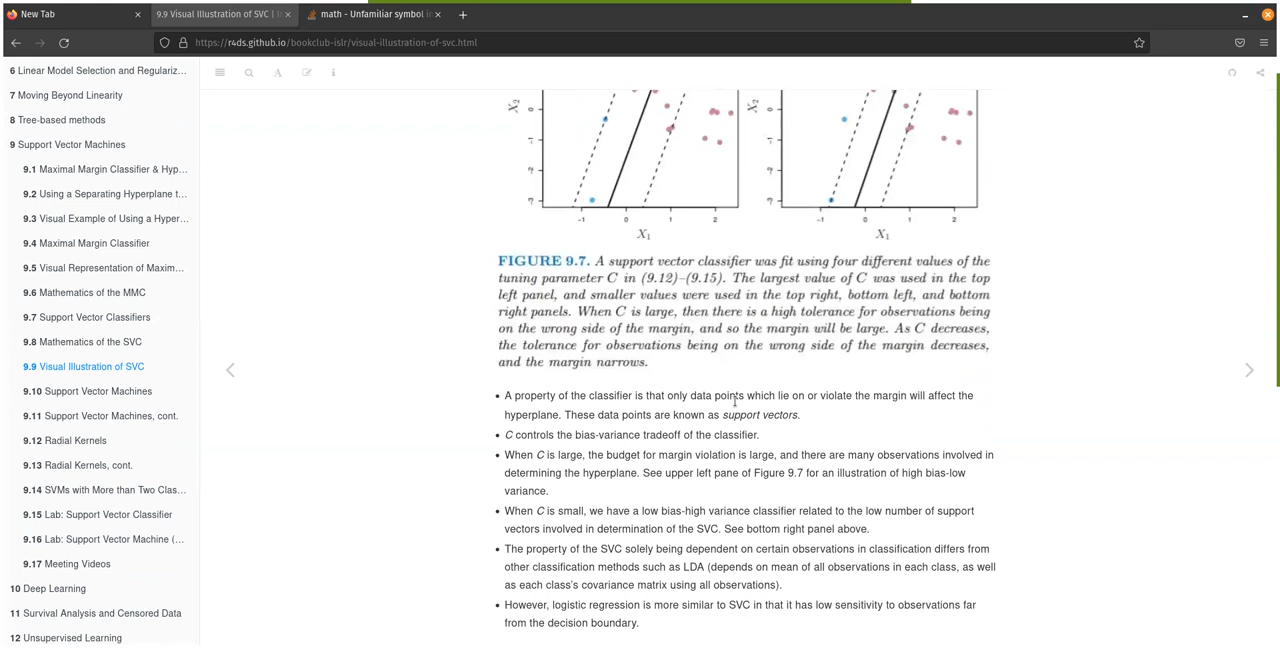 New Tab
9.9 Visual Illustration of SVC | I
math - Unfamiliar symbol in
https://r4ds.github.io/bookclub-islr/visual-illustration-of-svc.html
6 Linear Model Selection and Regulariz...
7 Moving Beyond Linearity
8 Tree-based methods
9 Support Vector Machines
9.1 Maximal Margin Classifier & Hyp...
9.2 Using a Separating Hyperplane t...
9.3 Visual Example of Using a Hyper...
9.4 Maximal Margin Classifier
9.5 Visual Representation of Maxim...
9.6 Mathematics of the MMC
9.7 Support Vector Classifiers
9.8 Mathematics of the SVC
9.9 Visual Illustration of SVC
9.10 Support Vector Machines
9.11 Support Vector Machines, cont.
9.12 Radial Kernels
9.13 Radial Kernels, cont.
9.14 SVMs with More than Two Clas...
9.15 Lab: Support Vector Classifier
9.16 Lab: Support Vector Machine (...
9.17 Meeting Videos
10 Deep Learning
11 Survival Analysis and Censored Data
12 Unsupervised Learning
X2 0 -1 -2 -3
-1 0 1 2
X1
X2 0 -1 -2 -3
-1 0 1 2
X1
FIGURE 9.7. A support vector classifier was fit using four different values of the
tuning parameter C in (9.12)–(9.15). The largest value of C was used in the top
left panel, and smaller values were used in the top right, bottom left, and bottom
right panels. When C is large, then there is a high tolerance for observations being
on the wrong side of the margin, and so the margin will be large. As C decreases,
the tolerance for observations being on the wrong side of the margin decreases,
and the margin narrows.
• A property of the classifier is that only data points which lie on or violate the margin will affect the
hyperplane. These data points are known as support vectors.
• C controls the bias-variance tradeoff of the classifier.
• When C is large, the budget for margin violation is large, and there are many observations involved in
determining the hyperplane. See upper left pane of Figure 9.7 for an illustration of high bias-low
variance.
• When C is small, we have a low bias-high variance classifier related to the low number of support
vectors involved in determination of the SVC. See bottom right panel above.
• The property of the SVC solely being dependent on certain observations in classification differs from
other classification methods such as LDA (depends on mean of all observations in each class, as well
as each class's covariance matrix using all observations).
• However, logistic regression is more similar to SVC in that it has low sensitivity to observations far
from the decision boundary.